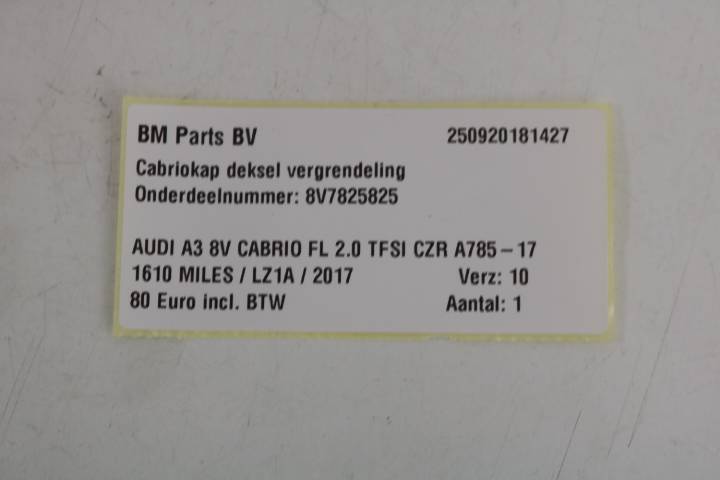 BM Parts BV 250920181427
Cabriokap deksel vergrendeling
Onderdeelnummer: 8V7825825
AUDI A3 8V CABRIO FL 2.0 TFSI CZR A785-17
1610 MILES / LZ1A / 2017 Verz: 10
80 Euro incl. BTW Aantal: 1